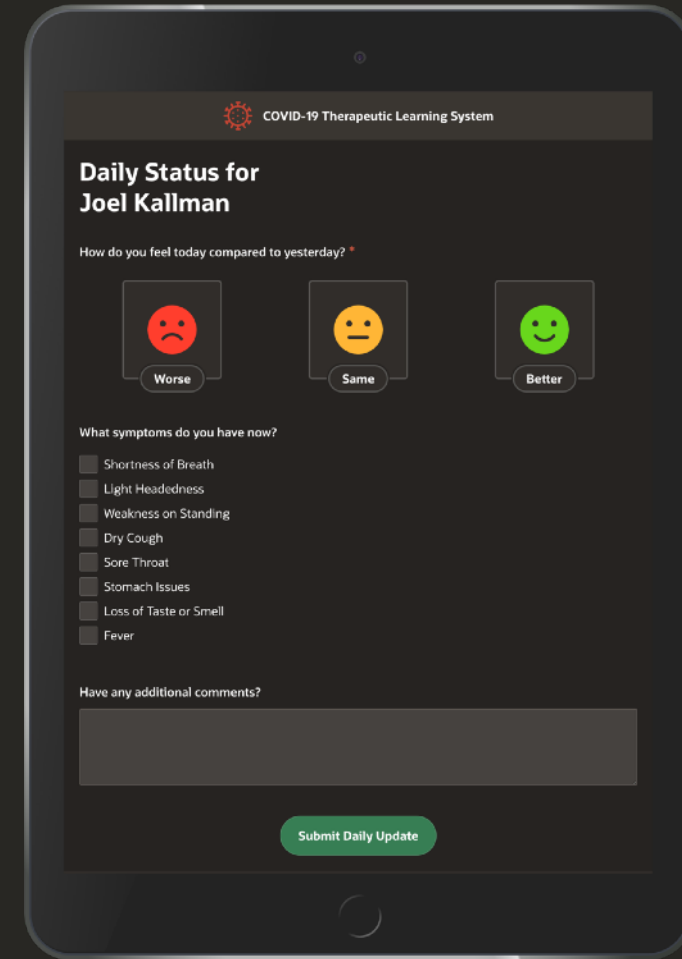 COVID-19 Therapeutic Learning System
Daily Status for
Joel Kallman
How do you feel today compared to yesterday? *
Worse
Same
Better
What symptoms do you have now?
Shortness of Breath
Light Headedness
Weakness on Standing
Dry Cough
Sore Throat
Stomach Issues
Loss of Taste or Smell
Fever
Have any additional comments?
Submit Daily Update